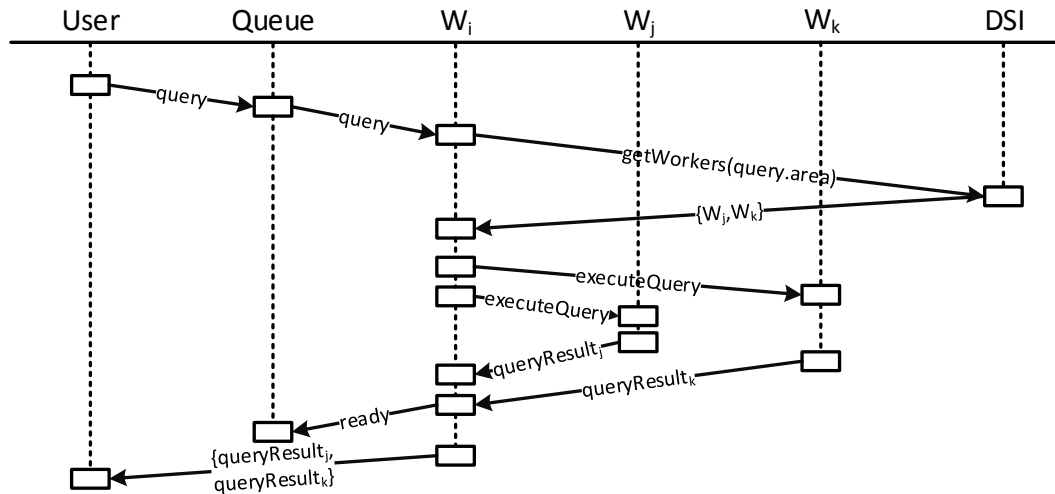 User Queue Wᵢ Wⱼ Wₖ DSI
query
query
getWorkers(query.area)
{Wⱼ,Wₖ}
executeQuery
executeQuery
queryResultⱼ
queryResultₖ
ready
{queryResultⱼ,
queryResultₖ}